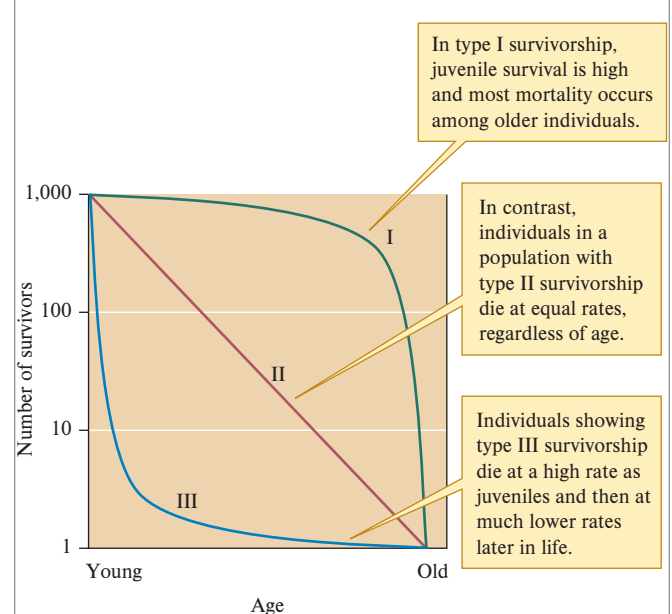 In type I survivorship,
juvenile survival is high
and most mortality occurs
among older individuals.
1,000
I
In contrast,
individuals in a
population with
type II survivorship
die at equal rates,
regardless of age.
100
Number of survivors
II
10
Individuals showing
type III survivorship
die at a high rate as
juveniles and then at
much lower rates
later in life.
III
1
Young
Old
Age